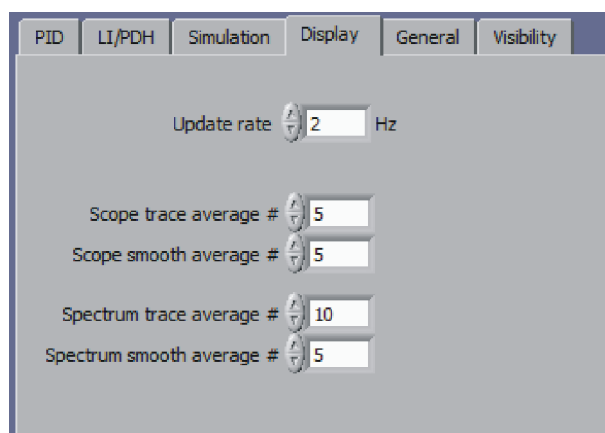 PID LI/PDH Simulation Display General Visibility
Update rate 2 Hz
Scope trace average # 5
Scope smooth average # 5
Spectrum trace average # 10
Spectrum smooth average # 5